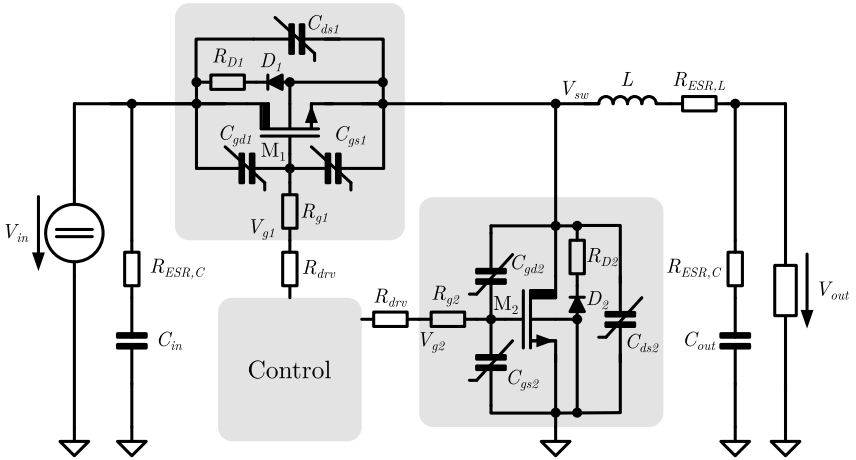 C_ds1
R_D1
D_1
V_sw
L
R_ESR,L
C_gd1
M_1
C_gs1
V_g1
R_g1
V_in
R_ESR,C
R_drv
C_gd2
R_D2
R_ESR,C
R_drv
R_g2
M_2
D_2
V_out
C_in
V_g2
C_ds2
C_out
Control
C_gs2